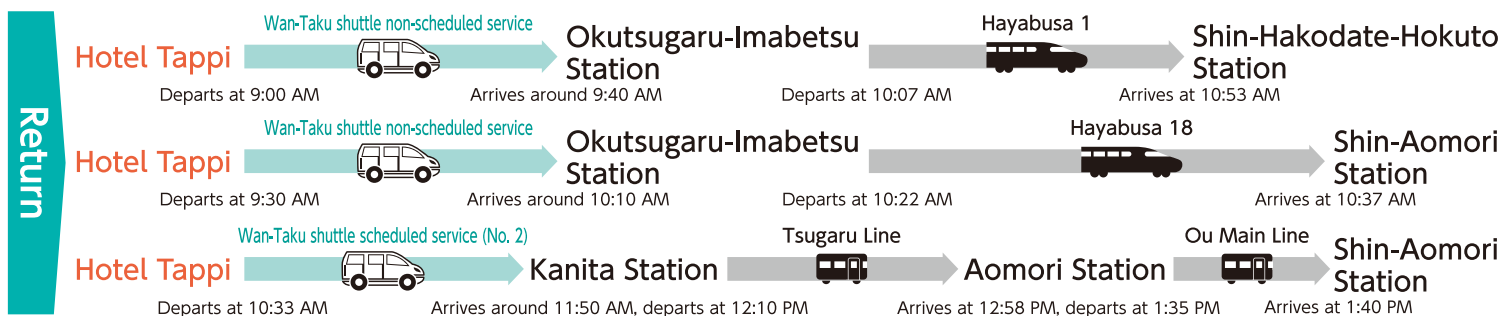 Return
Wan-Taku shuttle non-scheduled service
Hayabusa 1
Hotel Tappi
Okutsugaru-Imabetsu
Station
Shin-Hakodate-Hokuto
Station
Departs at 9:00 AM
Arrives around 9:40 AM
Departs at 10:07 AM
Arrives at 10:53 AM
Wan-Taku shuttle non-scheduled service
Hayabusa 18
Hotel Tappi
Okutsugaru-Imabetsu
Station
Shin-Aomori
Station
Departs at 9:30 AM
Arrives around 10:10 AM
Departs at 10:22 AM
Arrives at 10:37 AM
Wan-Taku shuttle scheduled service (No. 2)
Tsugaru Line
Ou Main Line
Hotel Tappi
Kanita Station
Aomori Station
Shin-Aomori
Station
Departs at 10:33 AM
Arrives around 11:50 AM, departs at 12:10 PM
Arrives at 12:58 PM, departs at 1:35 PM
Arrives at 1:40 PM